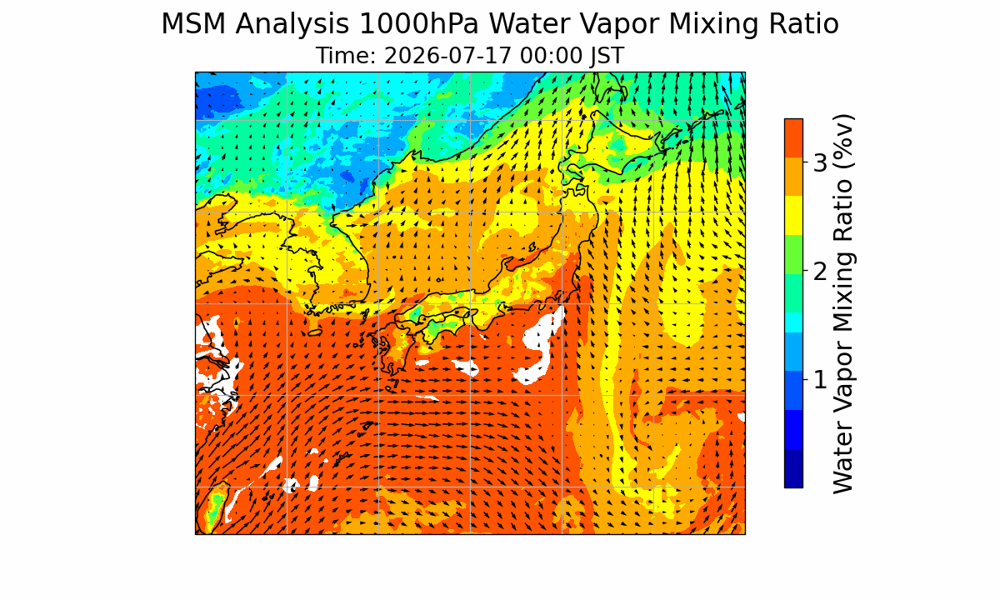 MSM Analysis 1000hPa Water Vapor Mixing Ratio
Time: 2026-07-17 00:00 JST
3
2
1
Water Vapor Mixing Ratio (%v)